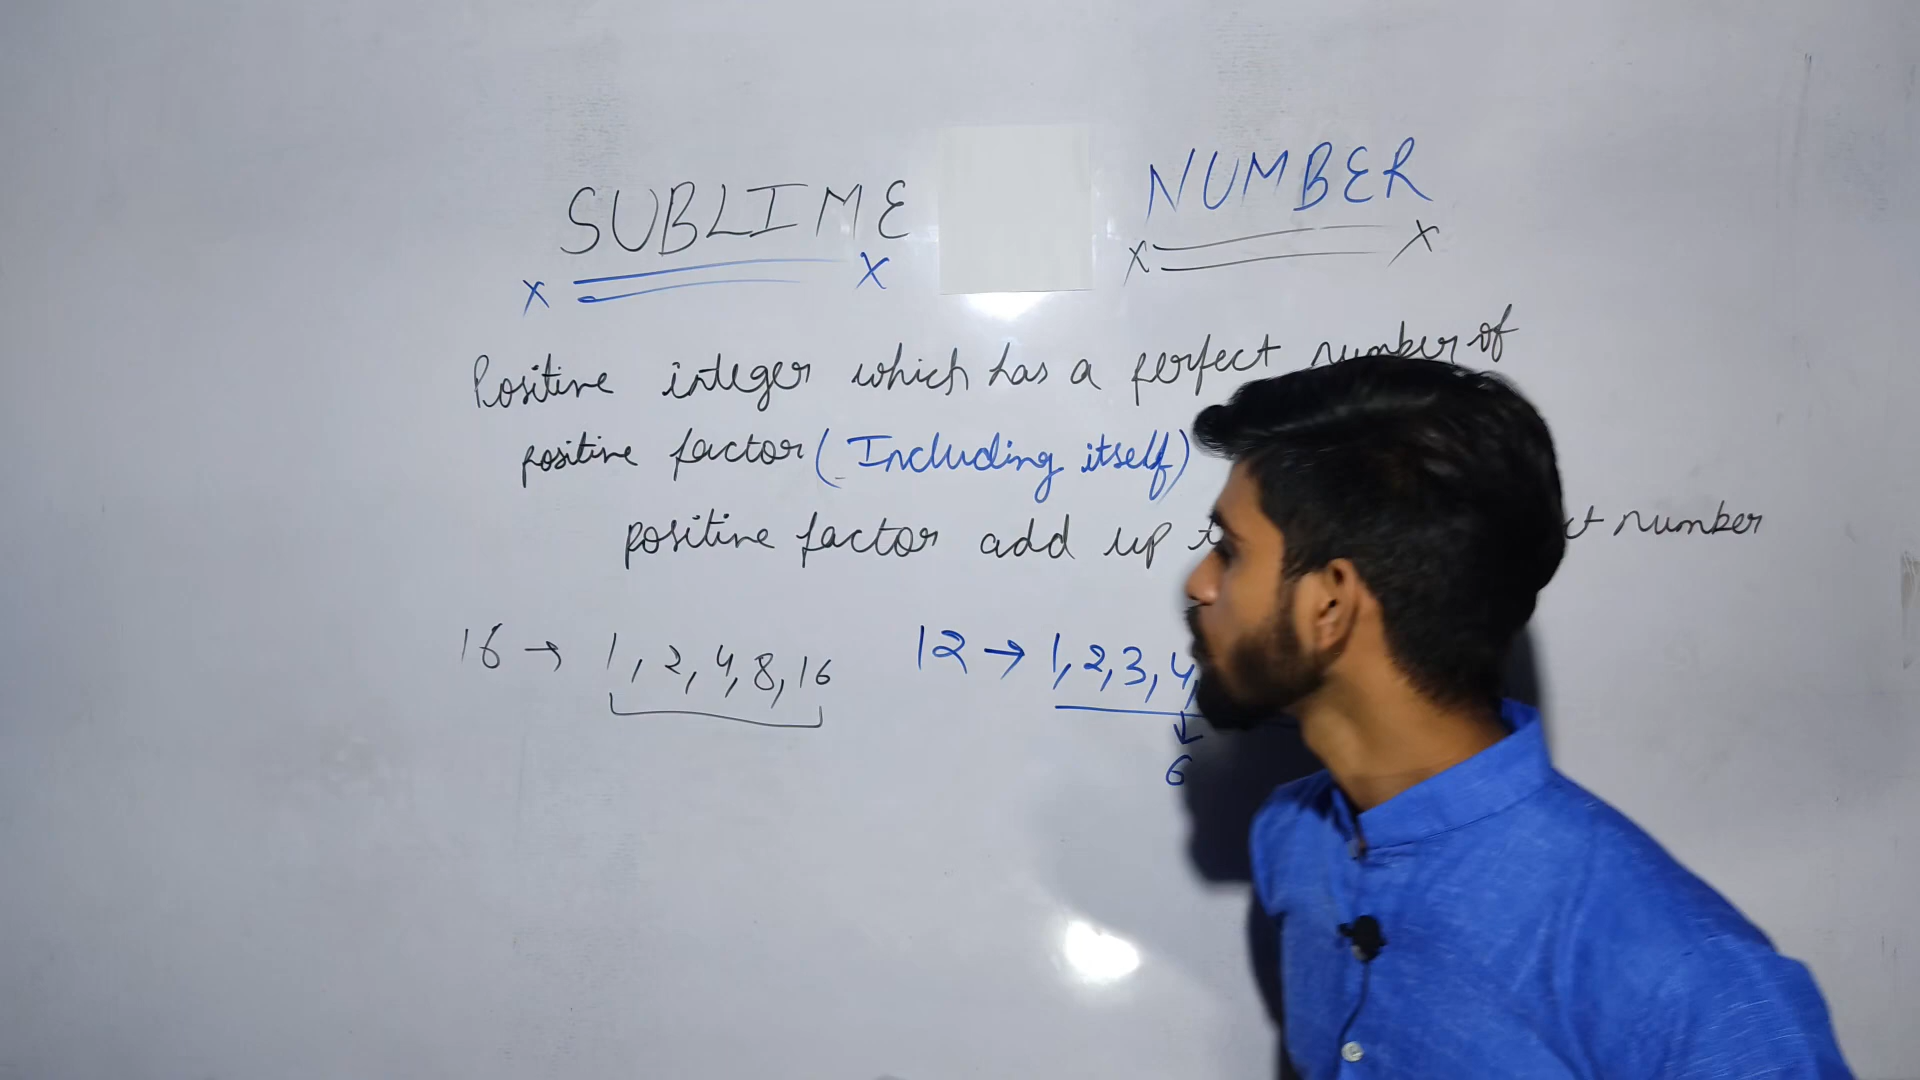 SUBLIME NUMBER
x x x x
Positive integer which has a perfect number of
positive factor (Including itself)
positive factor add up number
16 → 1, 2, 4, 8, 16 12 → 1, 2, 3, 4,
6